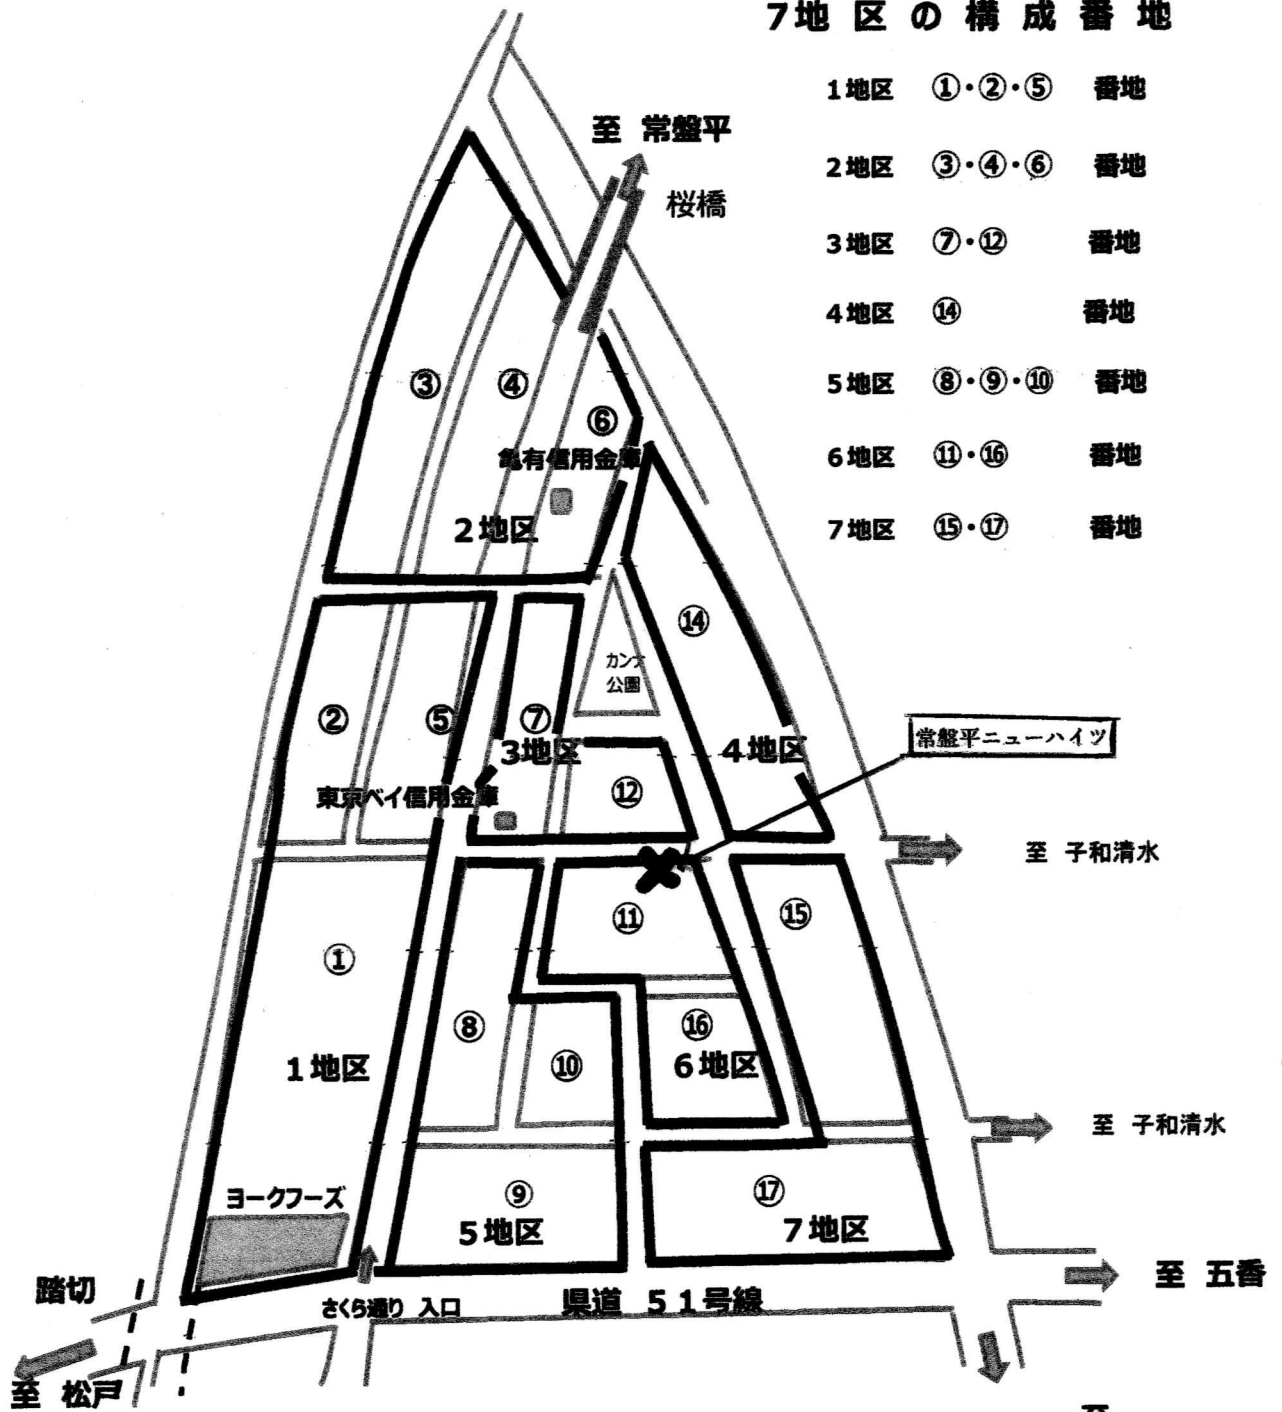 7地区の構成番地
1地区 ①・②・⑤ 番地
2地区 ③・④・⑥ 番地
3地区 ⑦・⑫ 番地
4地区 ⑭ 番地
5地区 ⑧・⑨・⑩ 番地
6地区 ⑪・⑯ 番地
7地区 ⑮・⑰ 番地
至 常盤平
桜橋
③
④
⑥
亀有信用金庫
2地区
⑭
カンナ
公園
②
⑤
⑦
3地区
4地区
常盤平ニューハイツ
東京ベイ信用金庫
⑫
至 子和清水
⑪
⑮
①
⑧
⑯
⑩
1地区
6地区
至 子和清水
ヨークフーズ
⑨
⑰
5地区
7地区
踏切
至 五香
さくら通り 入口
県道 51号線
至 松戸
至